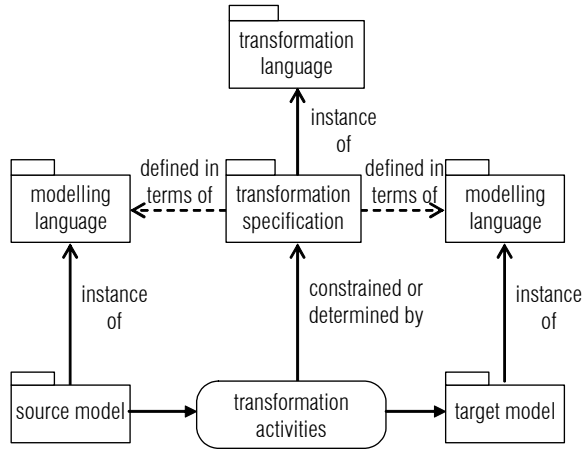 transformation
language
instance
of
defined in
terms of
defined in
terms of
modelling
language
transformation
specification
modelling
language
instance
of
constrained or
determined by
instance
of
source model
transformation
activities
target model